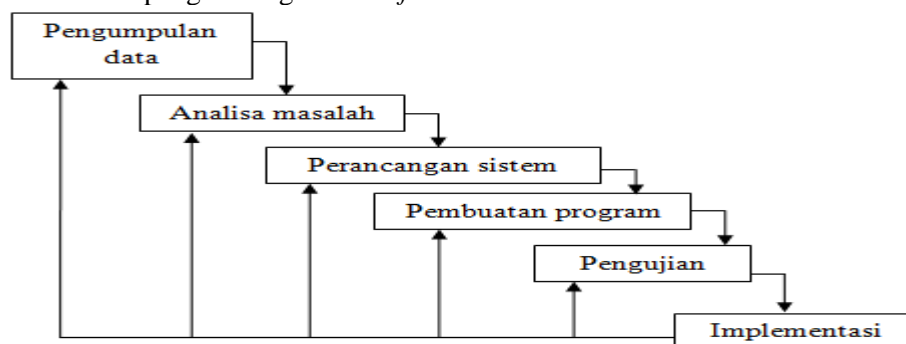 Pengumpulan
data
Analisa masalah
Perancangan sistem
Pembuatan program
Pengujian
Implementasi